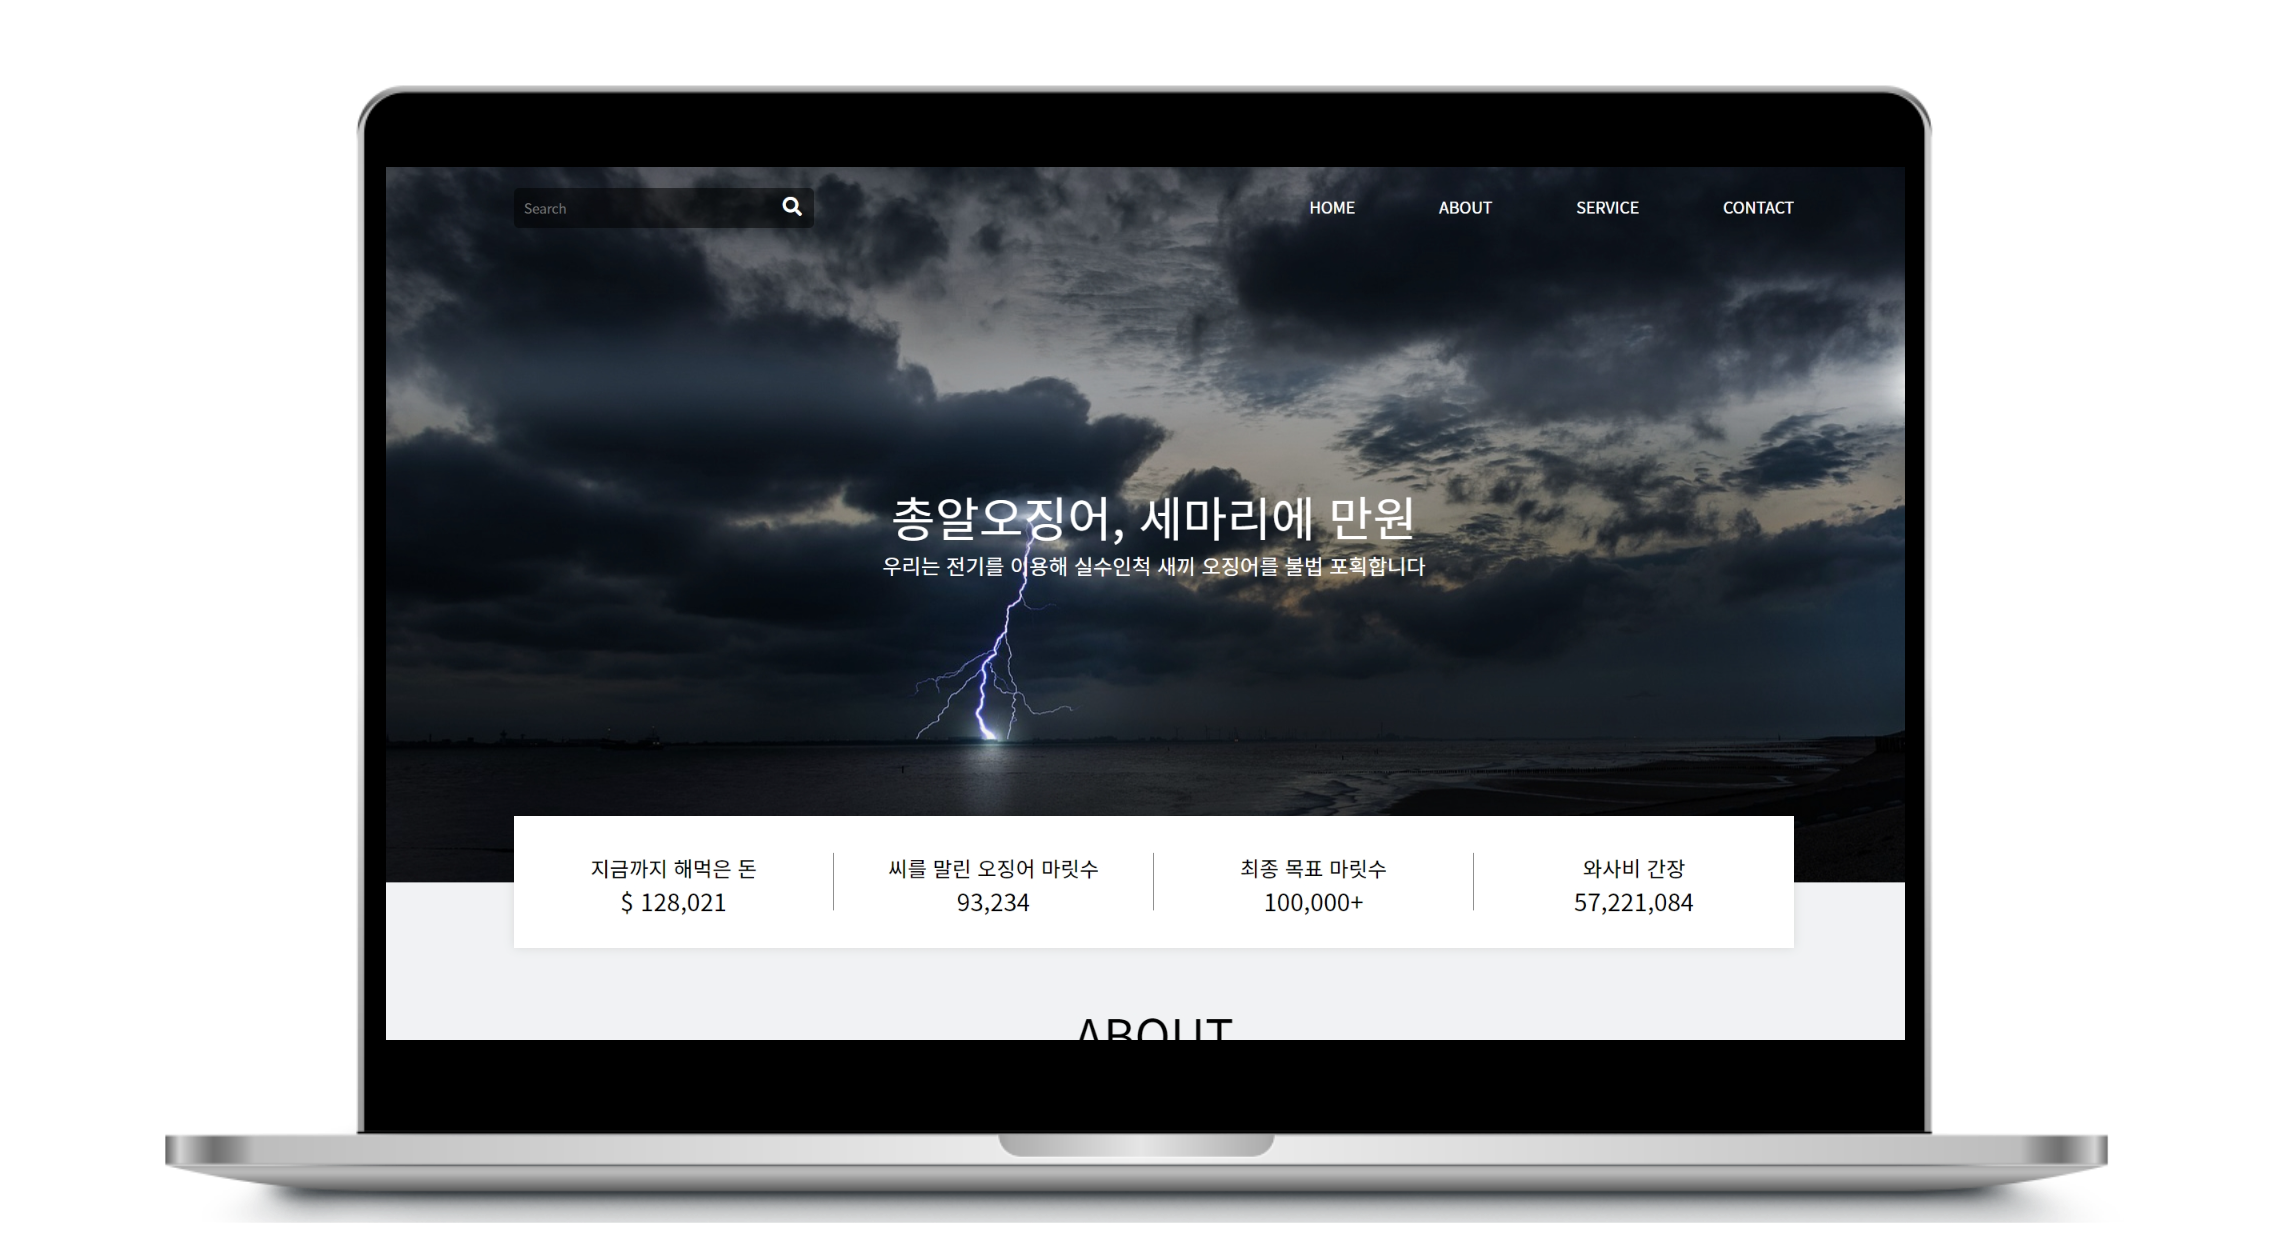 Search
HOME ABOUT SERVICE CONTACT
총알오징어, 세마리에 만원
우리는 전기를 이용해 실수인척 새끼 오징어를 불법 포획합니다
지금까지 해먹은 돈
$ 128,021
씨를 말린 오징어 마릿수
93,234
최종 목표 마릿수
100,000+
와사비 간장
57,221,084
ABOUT